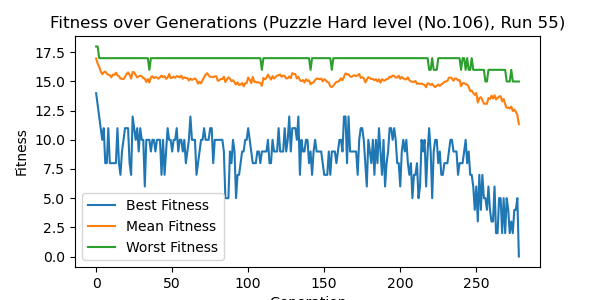 Fitness over Generations (Puzzle Hard level (No.106), Run 55)
Fitness
17.5
15.0
12.5
10.0
7.5
5.0
2.5
0.0
Best Fitness
Mean Fitness
Worst Fitness
0 50 100 150 200 250
Generation